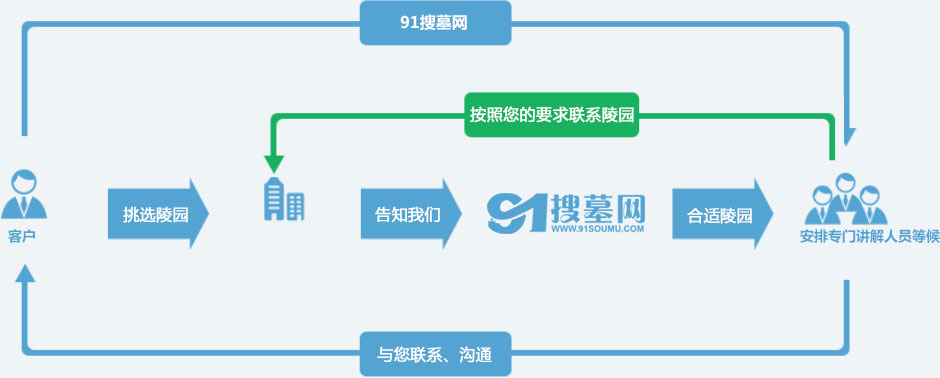 91搜墓网
按照您的要求联系陵园
挑选陵园
告知我们
91搜墓网
WWW.91SOUMU.COM
合适陵园
客户
安排专门讲解人员等候
与您联系、沟通